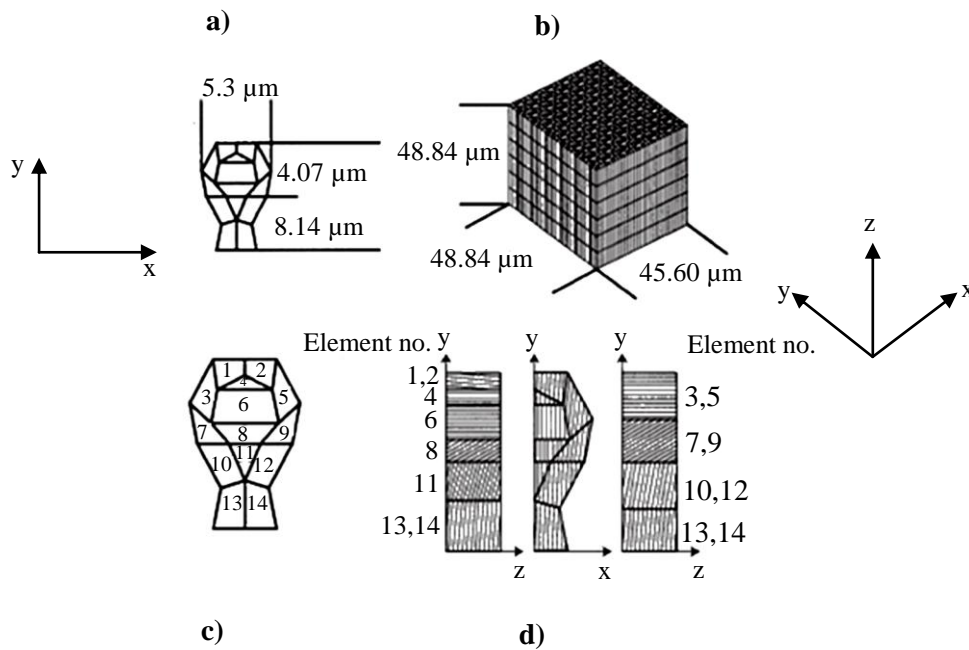 a)
b)
5.3 µm
y
x
4.07 µm
8.14 µm
48.84 µm
48.84 µm
45.60 µm
z
y
x
Element no.
y
y
y
Element no.
1 2
4
3 5
6
7 8 9
11
10 12
13 14
1,2
4
6
8
11
13,14
3,5
7,9
10,12
13,14
z
x
z
c)
d)